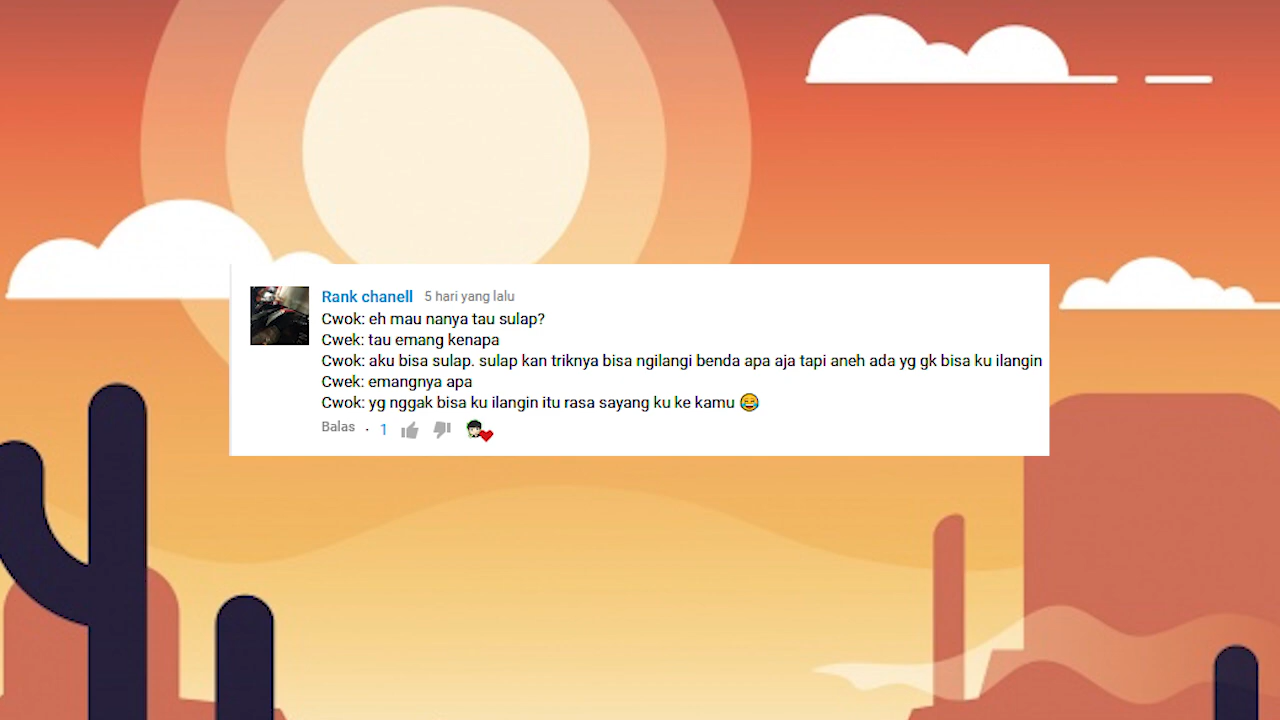 Rank chanell 5 hari yang lalu
Cwok: eh mau nanya tau sulap?
Cwek: tau emang kenapa
Cwok: aku bisa sulap. sulap kan triknya bisa ngilangi benda apa aja tapi aneh ada yg gk bisa ku ilangin
Cwek: emangnya apa
Cwok: yg nggak bisa ku ilangin itu rasa sayang ku ke kamu 😂
Balas · 1